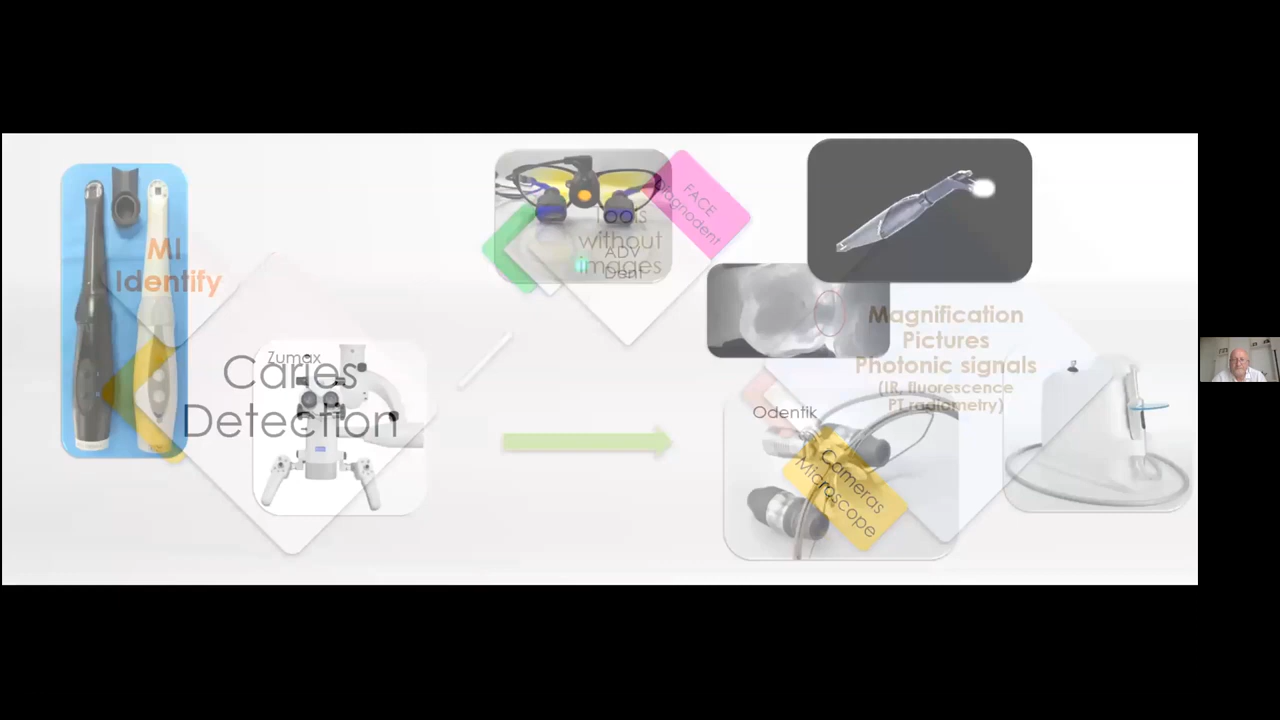 MI
Identify
Zumax
Caries
Detection
Tools
without
images
ADV
Dent
FACE
Diagnodent
Magnification
Pictures
Photonic signals
(IR, fluorescence
PT radiometry)
Odentik
Cameras
Microscope